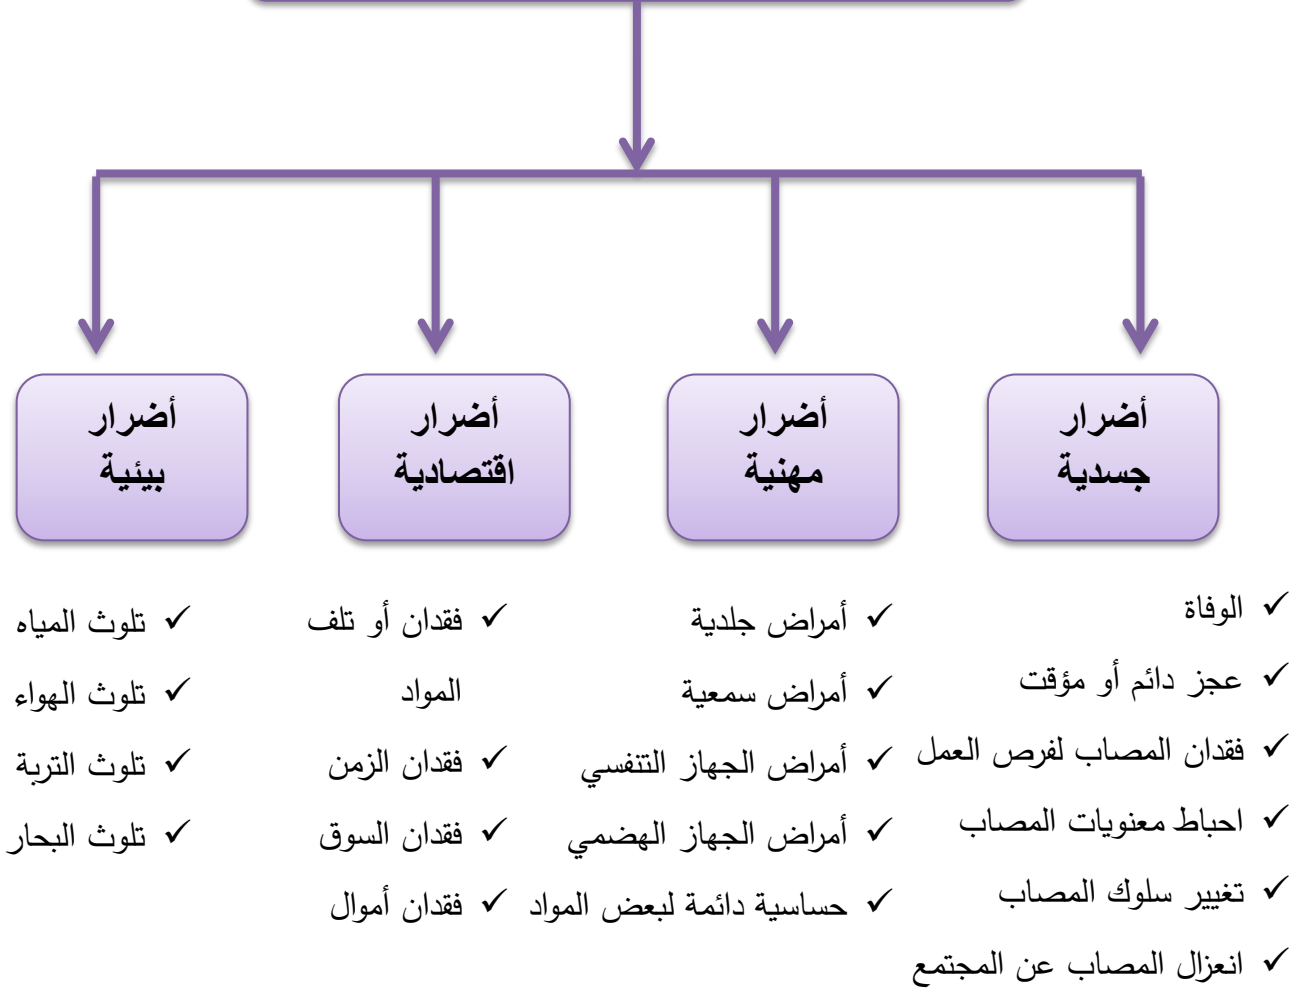 أضرار
جسدية
✓ الوفاة
✓ عجز دائم أو مؤقت
✓ فقدان المصاب لفرص العمل
✓ احباط معنويات المصاب
✓ تغيير سلوك المصاب
✓ انعزال المصاب عن المجتمع
أضرار
مهنية
✓ أمراض جلدية
✓ أمراض سمعية
✓ أمراض الجهاز التنفسي
✓ أمراض الجهاز الهضمي
✓ حساسية دائمة لبعض المواد
أضرار
اقتصادية
✓ فقدان أو تلف
المواد
✓ فقدان الزمن
✓ فقدان السوق
✓ فقدان أموال
أضرار
بيئية
✓ تلوث المياه
✓ تلوث الهواء
✓ تلوث التربة
✓ تلوث البحار